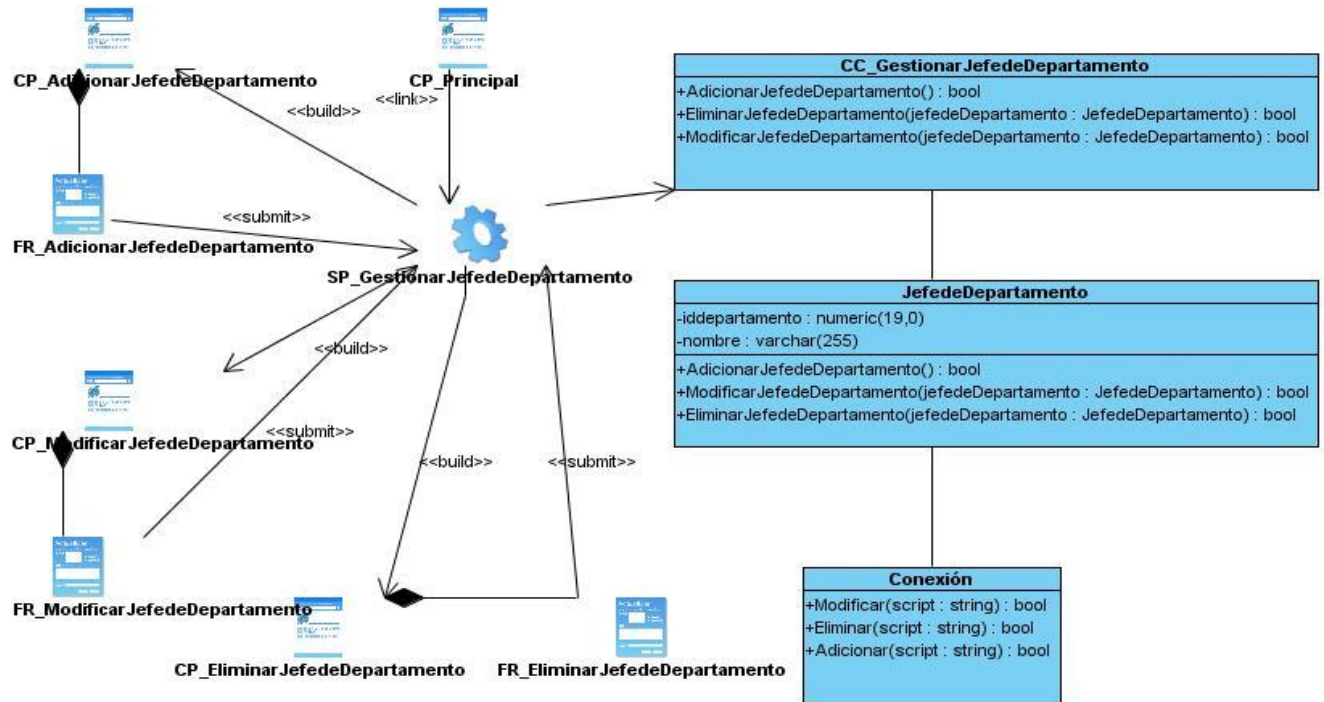 CP_AdicionarJefedeDepartamento
CP_Principal
<<build>>
<<link>>
FR_AdicionarJefedeDepartamento
<<submit>>
SP_GestionarJefedeDepartamento
<<build>>
CP_ModificarJefedeDepartamento
<<submit>>
<<build>>
<<submit>>
FR_ModificarJefedeDepartamento
CP_EliminarJefedeDepartamento
FR_EliminarJefedeDepartamento
CC_GestionarJefedeDepartamento
+AdicionarJefedeDepartamento() : bool
+EliminarJefedeDepartamento(jefedeDepartamento : JefedeDepartamento) : bool
+ModificarJefedeDepartamento(jefedeDepartamento : JefedeDepartamento) : bool
JefedeDepartamento
-iddepartamento : numeric(19,0)
-nombre : varchar(255)
+AdicionarJefedeDepartamento() : bool
+ModificarJefedeDepartamento(jefedeDepartamento : JefedeDepartamento) : bool
+EliminarJefedeDepartamento(jefedeDepartamento : JefedeDepartamento) : bool
Conexión
+Modificar(script : string) : bool
+Eliminar(script : string) : bool
+Adicionar(script : string) : bool